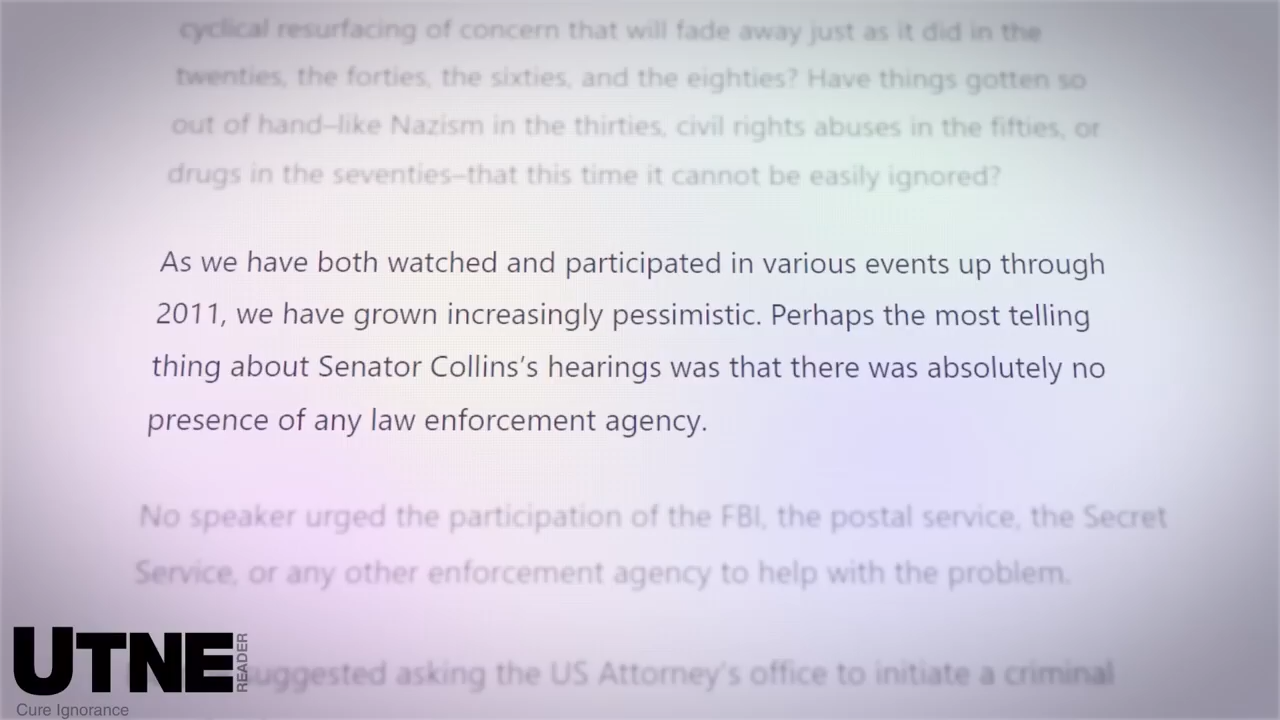 cyclical resurfacing of concern that will fade away just as it did in the
twenties, the forties, the sixties, and the eighties? Have things gotten so
out of hand–like Nazism in the thirties, civil rights abuses in the fifties, or
drugs in the seventies–that this time it cannot be easily ignored?
As we have both watched and participated in various events up through
2011, we have grown increasingly pessimistic. Perhaps the most telling
thing about Senator Collins’s hearings was that there was absolutely no
presence of any law enforcement agency.
No speaker urged the participation of the FBI, the postal service, the Secret
Service, or any other enforcement agency to help with the problem.
suggested asking the US Attorney’s office to initiate a criminal
UTNE
READER
Cure Ignorance